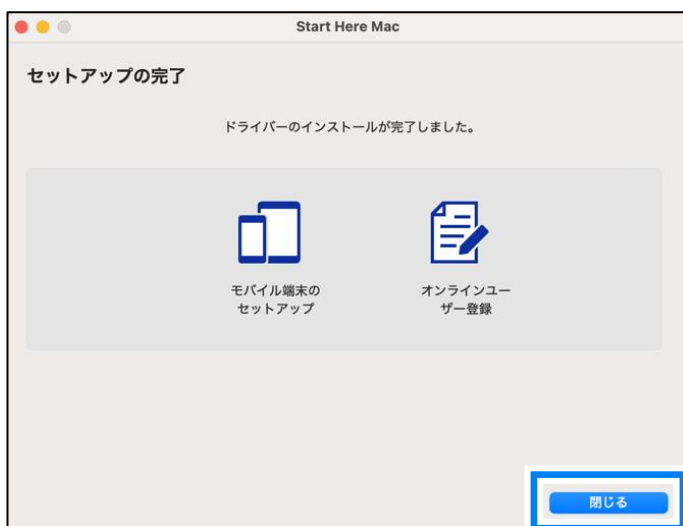 Start Here Mac
セットアップの完了
ドライバーのインストールが完了しました。
モバイル端末の
セットアップ
オンラインユー
ザー登録
閉じる